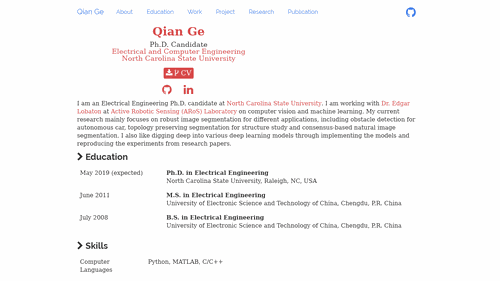 Qian Ge About Education Work Project Research Publication
Qian Ge
Ph.D. Candidate
Electrical and Computer Engineering
North Carolina State University
CV
I am an Electrical Engineering Ph.D. candidate at North Carolina State University. I am working with Dr. Edgar
Lobaton at Active Robotic Sensing (ARoS) Laboratory on computer vision and machine learning. My current
research mainly focuses on robust image segmentation for different applications, including obstacle detection for
autonomous car, topology preserving segmentation for structure study and consensus-based natural image
segmentation. I also like digging deep into various deep learning models through implementing the models and
reproducing the experiments from research papers.
Education
May 2019 (expected) Ph.D. in Electrical Engineering
North Carolina State University, Raleigh, NC, USA
June 2011 M.S. in Electrical Engineering
University of Electronic Science and Technology of China, Chengdu, P.R. China
July 2008 B.S. in Electrical Engineering
University of Electronic Science and Technology of China, Chengdu, P.R. China
Skills
Computer Python, MATLAB, C/C++
Languages